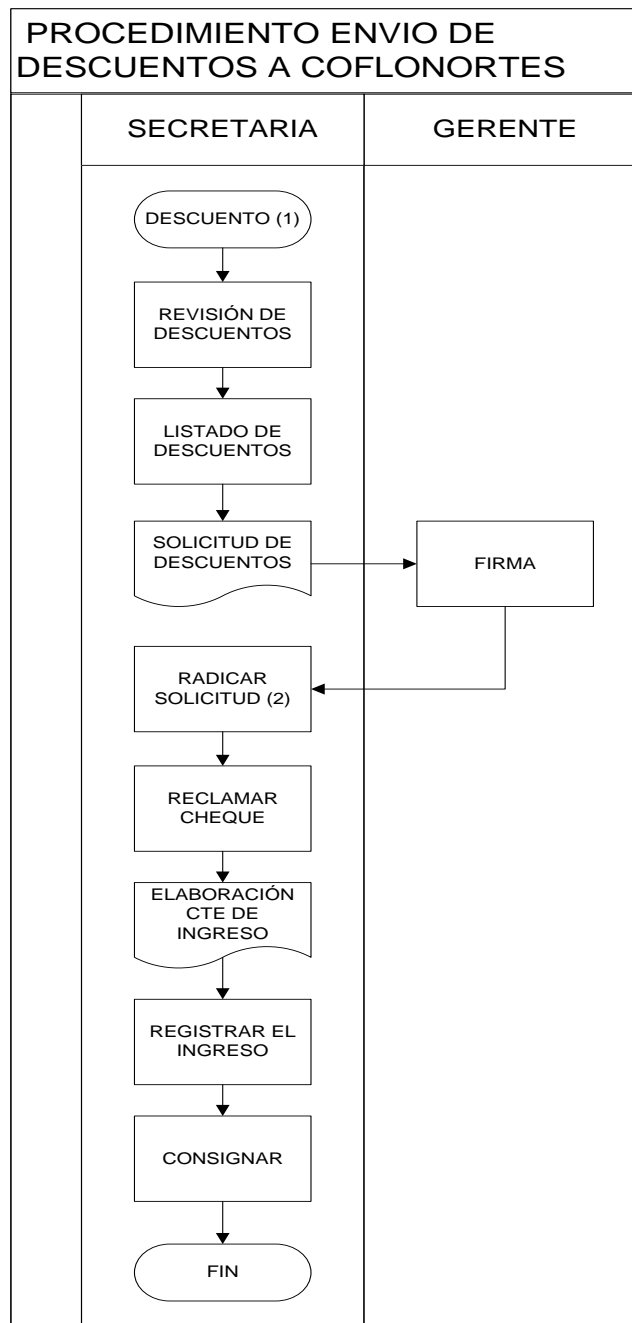 PROCEDIMIENTO ENVIO DE
DESCUENTOS A COFLONORTES
SECRETARIA
GERENTE
DESCUENTO (1)
REVISIÓN DE
DESCUENTOS
LISTADO DE
DESCUENTOS
SOLICITUD DE
DESCUENTOS
FIRMA
RADICAR
SOLICITUD (2)
RECLAMAR
CHEQUE
ELABORACIÓN
CTE DE
INGRESO
REGISTRAR EL
INGRESO
CONSIGNAR
FIN